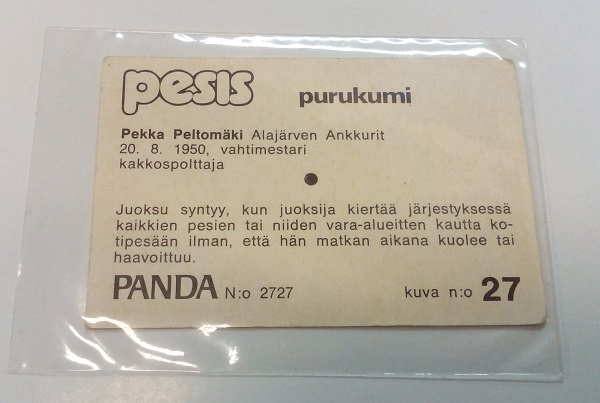 pesis purukumi
Pekka Peltomäki Alajärven Ankkurit
20. 8. 1950, vahtimestari
kakkospolttaja
Juoksu syntyy, kun juoksija kiertää järjestyksessä
kaikkien pesien tai niiden vara-alueitten kautta ko-
tipesään ilman, että hän matkan aikana kuolee tai
haavoittuu.
PANDA N:o 2727 kuva n:o 27